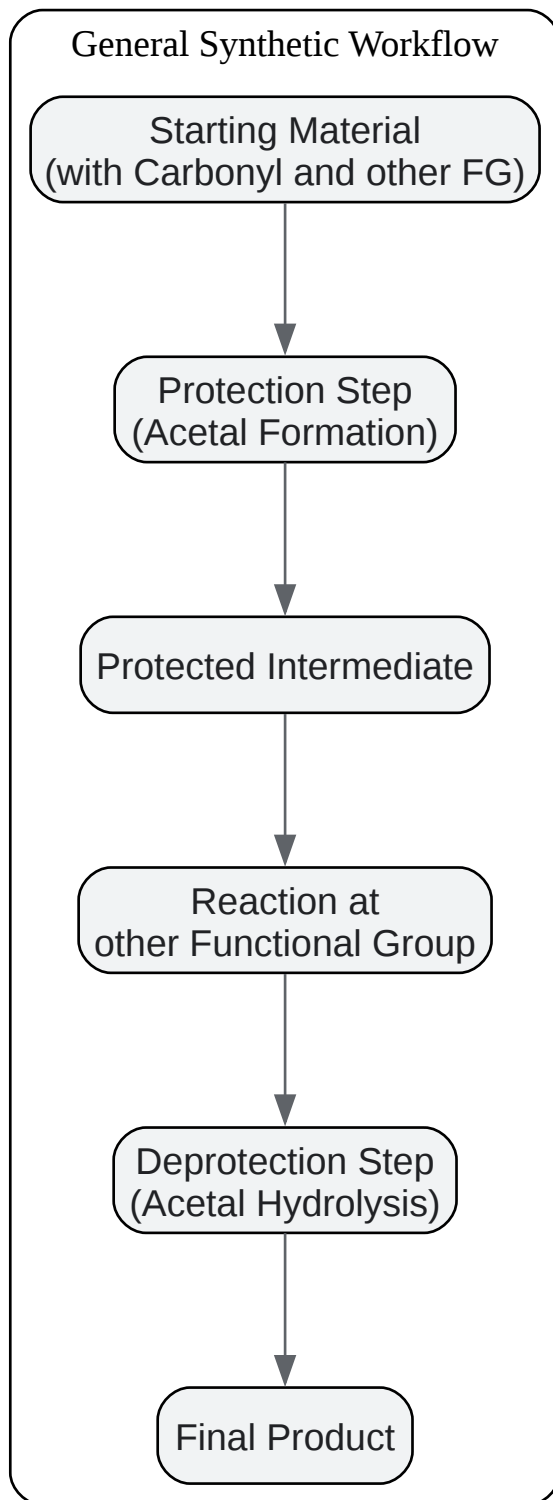 General Synthetic Workflow
Starting Material
(with Carbonyl and other FG)
Protection Step
(Acetal Formation)
Protected Intermediate
Reaction at
other Functional Group
Deprotection Step
(Acetal Hydrolysis)
Final Product